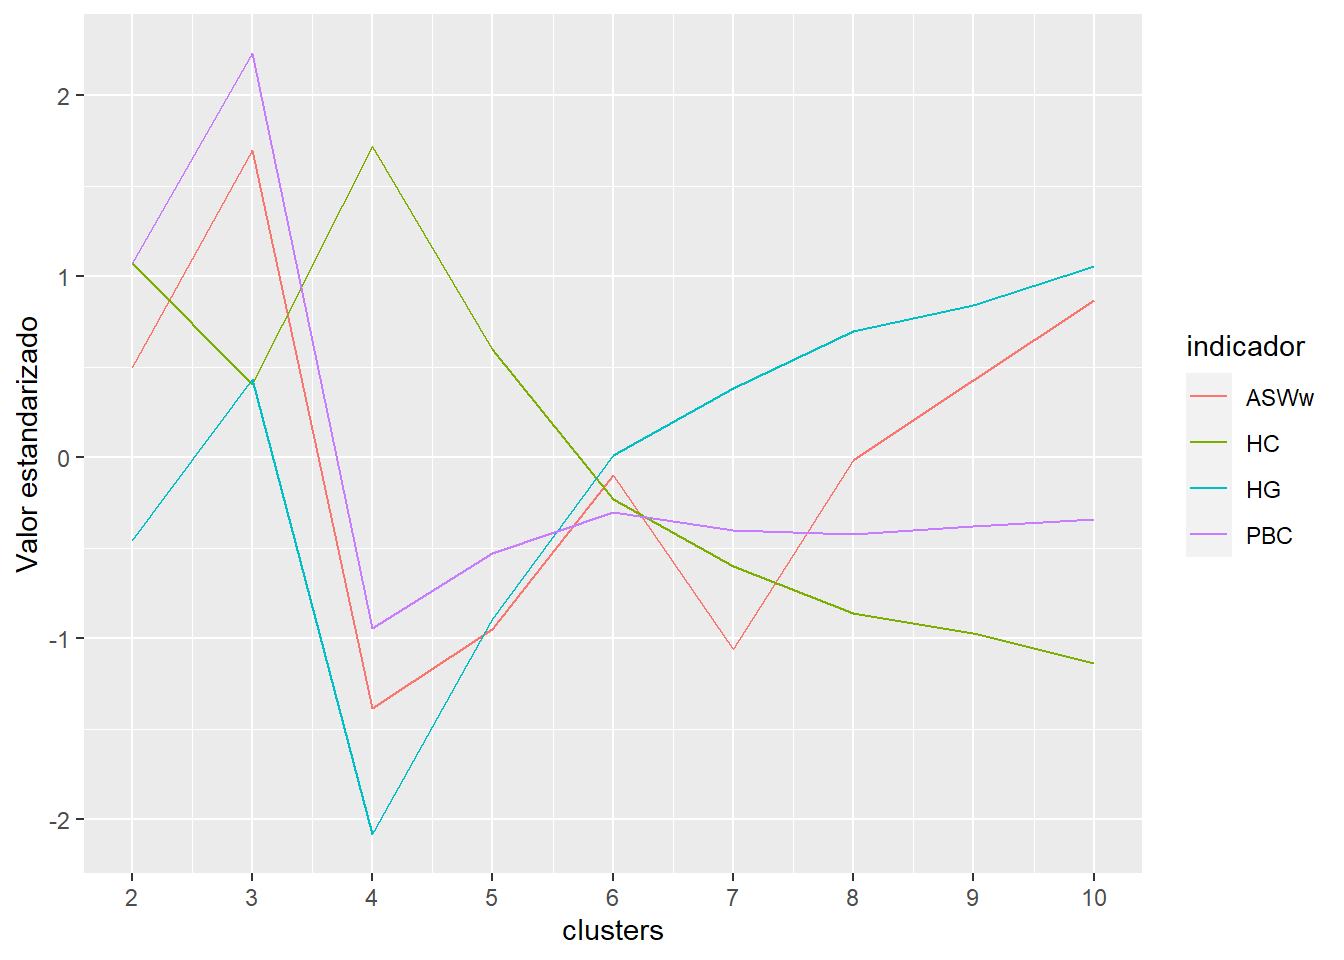 Valor estandarizado
2
1
0
-1
-2
2 3 4 5 6 7 8 9 10
clusters
indicador
ASWw
HC
HG
PBC